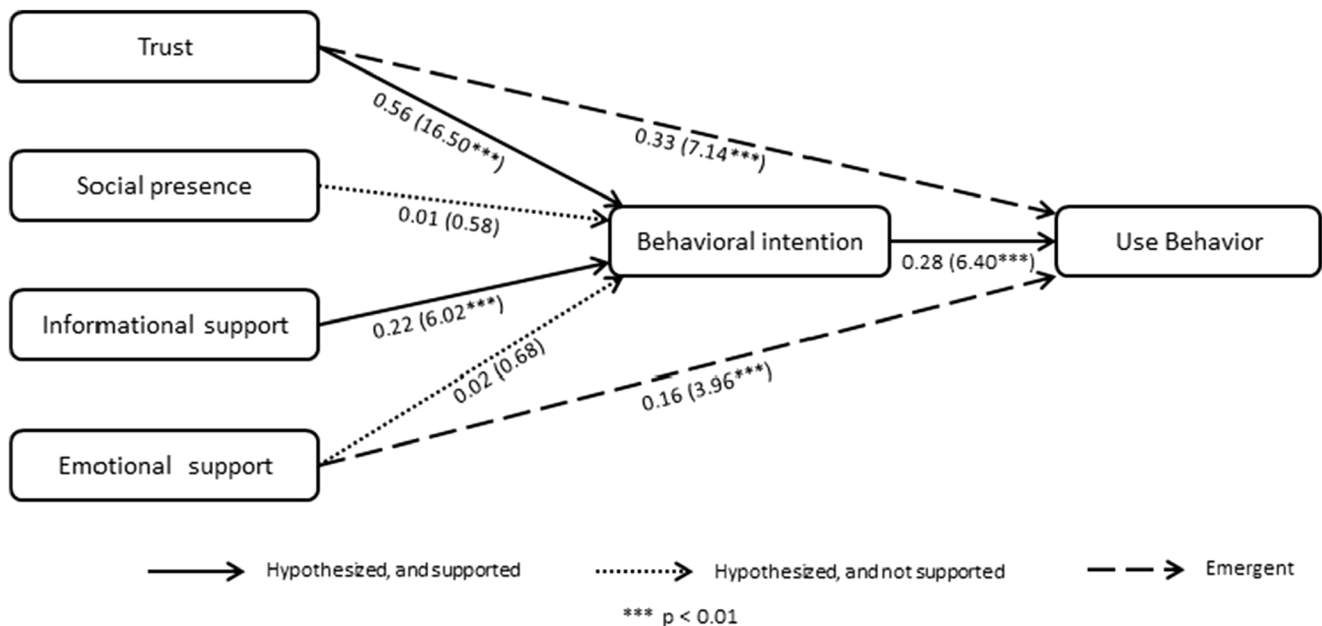 Trust
0.56 (16.50***)
0.33 (7.14***)
Social presence
0.01 (0.58)
Behavioral intention
0.28 (6.40***)
Use Behavior
Informational support
0.22 (6.02***)
0.02 (0.68)
0.16 (3.96***)
Emotional support
Hypothesized, and supported
Hypothesized, and not supported
Emergent
*** p < 0.01